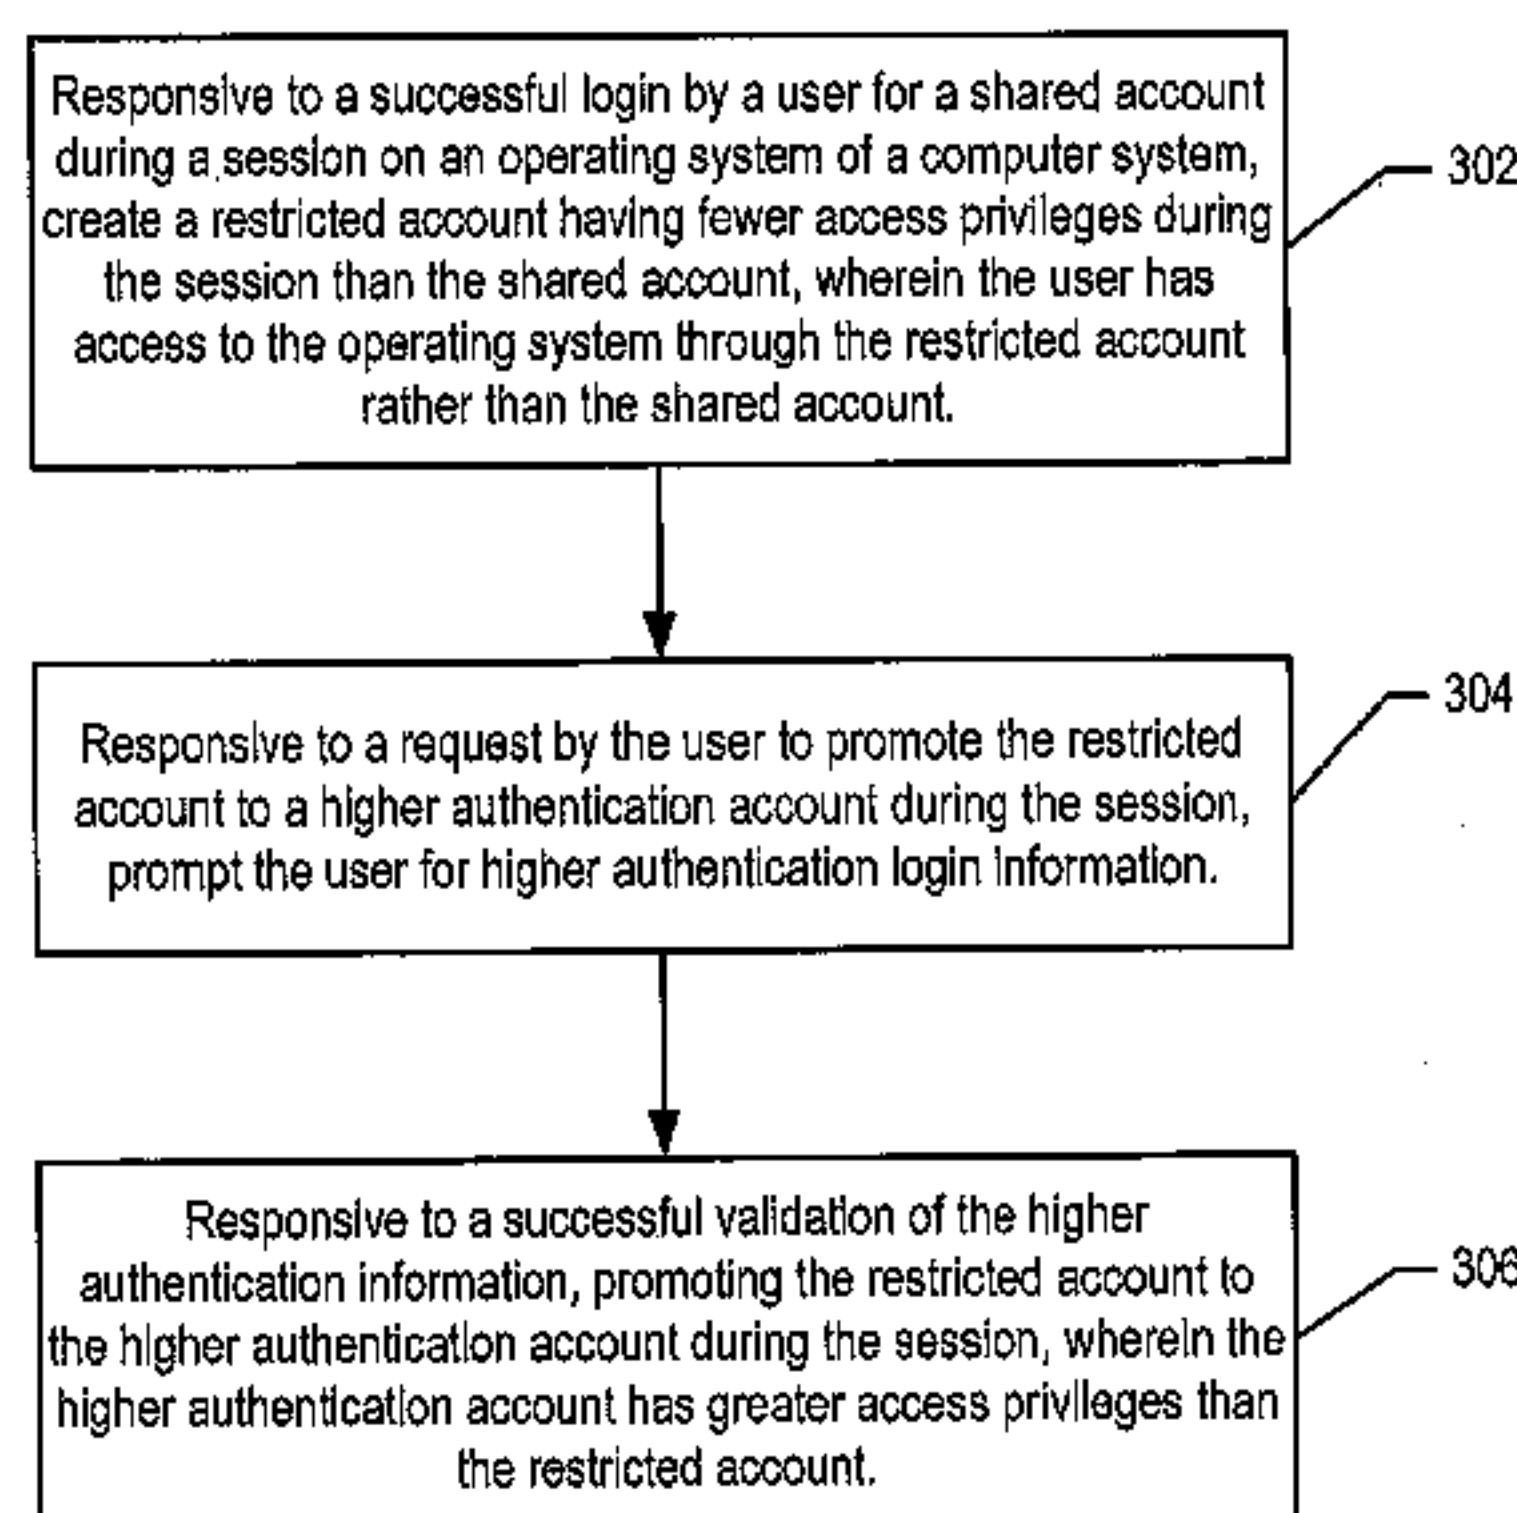 Responsive to a successful login by a user for a shared account
during a session on an operating system of a computer system,
create a restricted account having fewer access privileges during
the session than the shared account, wherein the user has
access to the operating system through the restricted account
rather than the shared account.
302
Responsive to a request by the user to promote the restricted
account to a higher authentication account during the session,
prompt the user for higher authentication login information.
304
Responsive to a successful validation of the higher
authentication information, promoting the restricted account to
the higher authentication account during the session, wherein the
higher authentication account has greater access privileges than
the restricted account.
306